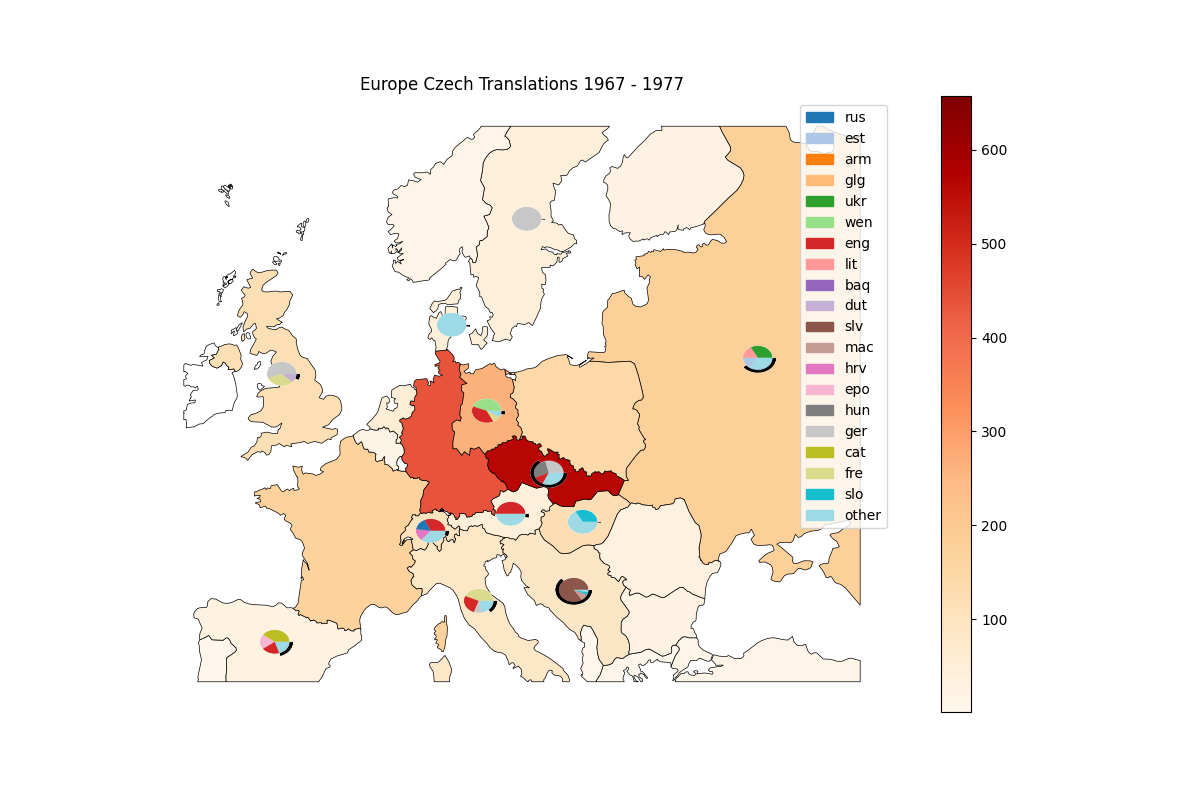 Europe Czech Translations 1967 - 1977
rus
est
arm
glg
ukr
wen
eng
lit
baq
dut
slv
mac
hrv
epo
hun
ger
cat
fre
slo
other
600
500
400
300
200
100